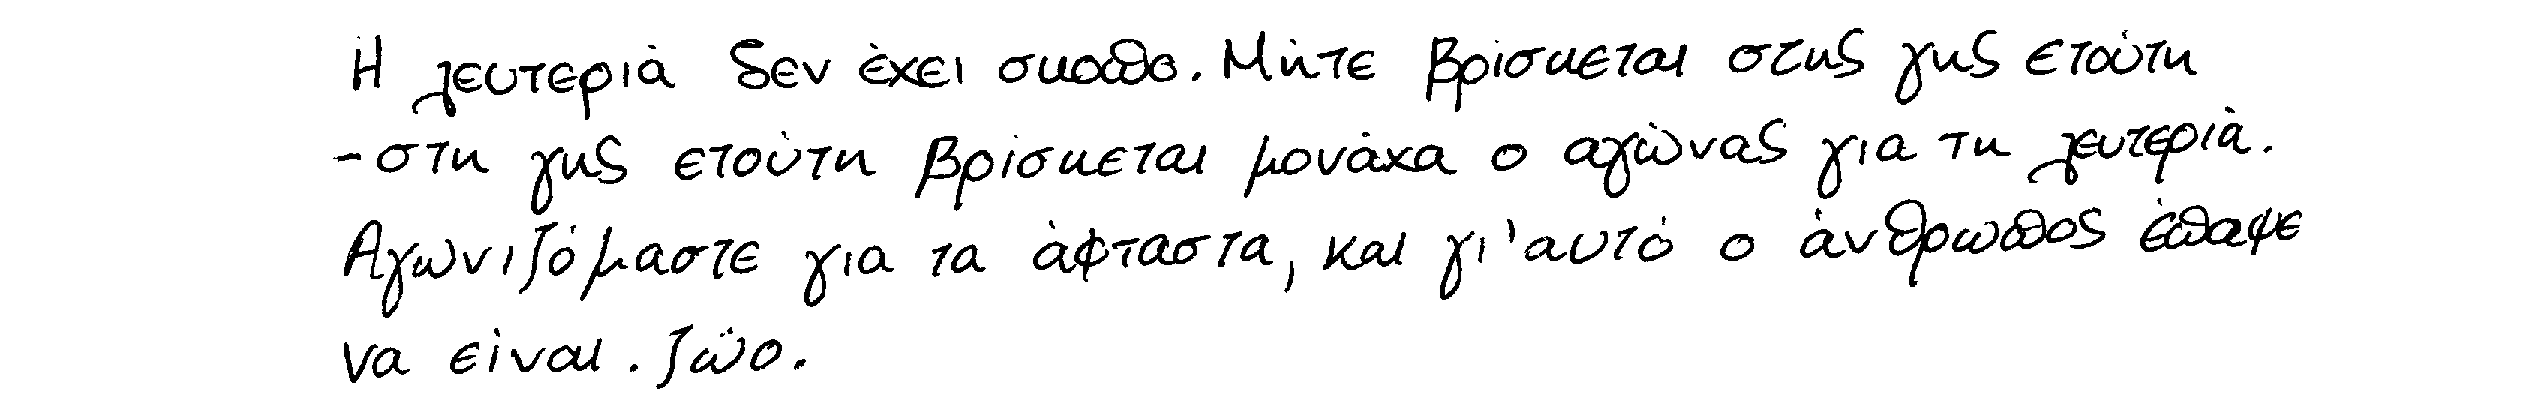 Η λευτεριά δεν έχει σκοπό. Μήτε βρίσκεται στης γης ετούτη
-στη γης ετούτη βρίσκεται μονάχα ο αγώνας για τη λευτεριά.
Αγωνιζόμαστε για τα άφταστα, και γι'αυτό ο άνθρωπος έπαψε
να είναι. ζώο.